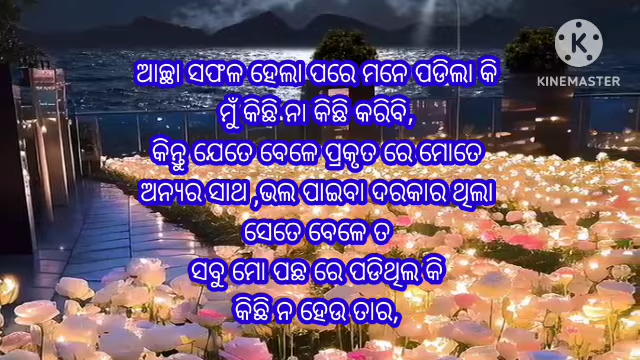 KINEMASTER
ଆଚ୍ଛା ସଫଳ ହେଲା ପରେ ମନେ ପଡିଲା କି
ମୁଁ କିଛି ନା କିଛି କରିବି,
କିନ୍ତୁ ଯେତେ ବେଳେ ପ୍ରକୃତ ରେ ମୋତେ
ଅନ୍ୟର ସାଥ ,ଭଲ ପାଇବା ଦରକାର ଥିଲା
ସେତେ ବେଳେ ତ
ସବୁ ମୋ ପଛ ରେ ପଡିଥିଲ କି
କିଛି ନ ହେଉ ତାର,